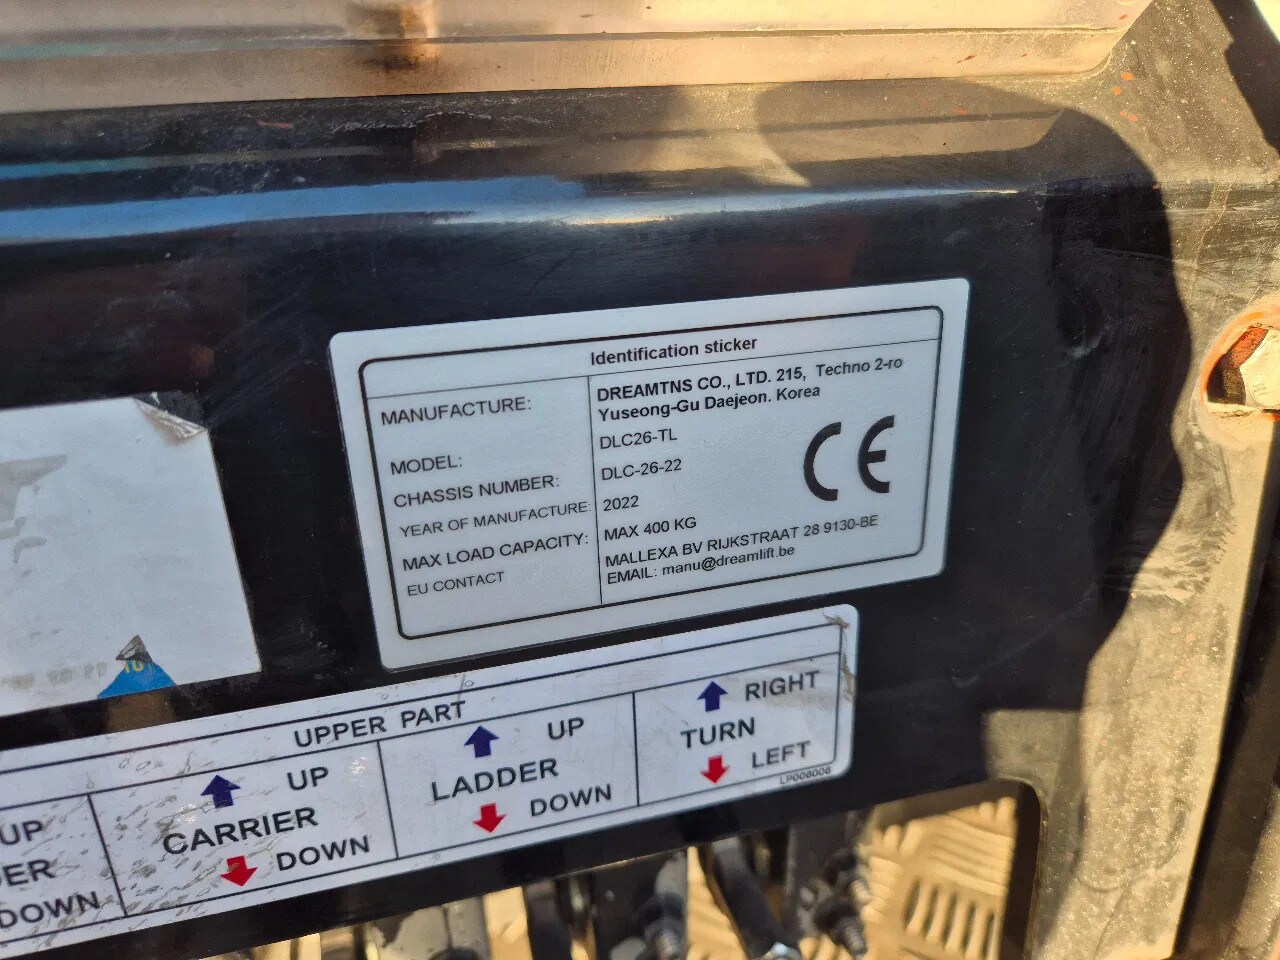 Identification sticker
MANUFACTURE: DREAMTNS CO., LTD. 215, Techno 2-ro
Yuseong-Gu Daejeon. Korea
MODEL: DLC26-TL
CHASSIS NUMBER: DLC-26-22
YEAR OF MANUFACTURE: 2022
MAX LOAD CAPACITY: MAX 400 KG
EU CONTACT MALLEXA BV RIJKSTRAAT 28 9130-BE
EMAIL: manu@dreamlift.be
CE
UPPER PART
UP
DOWN
UP
CARRIER
DOWN
UP
LADDER
DOWN
RIGHT
TURN
LEFT
LP006006